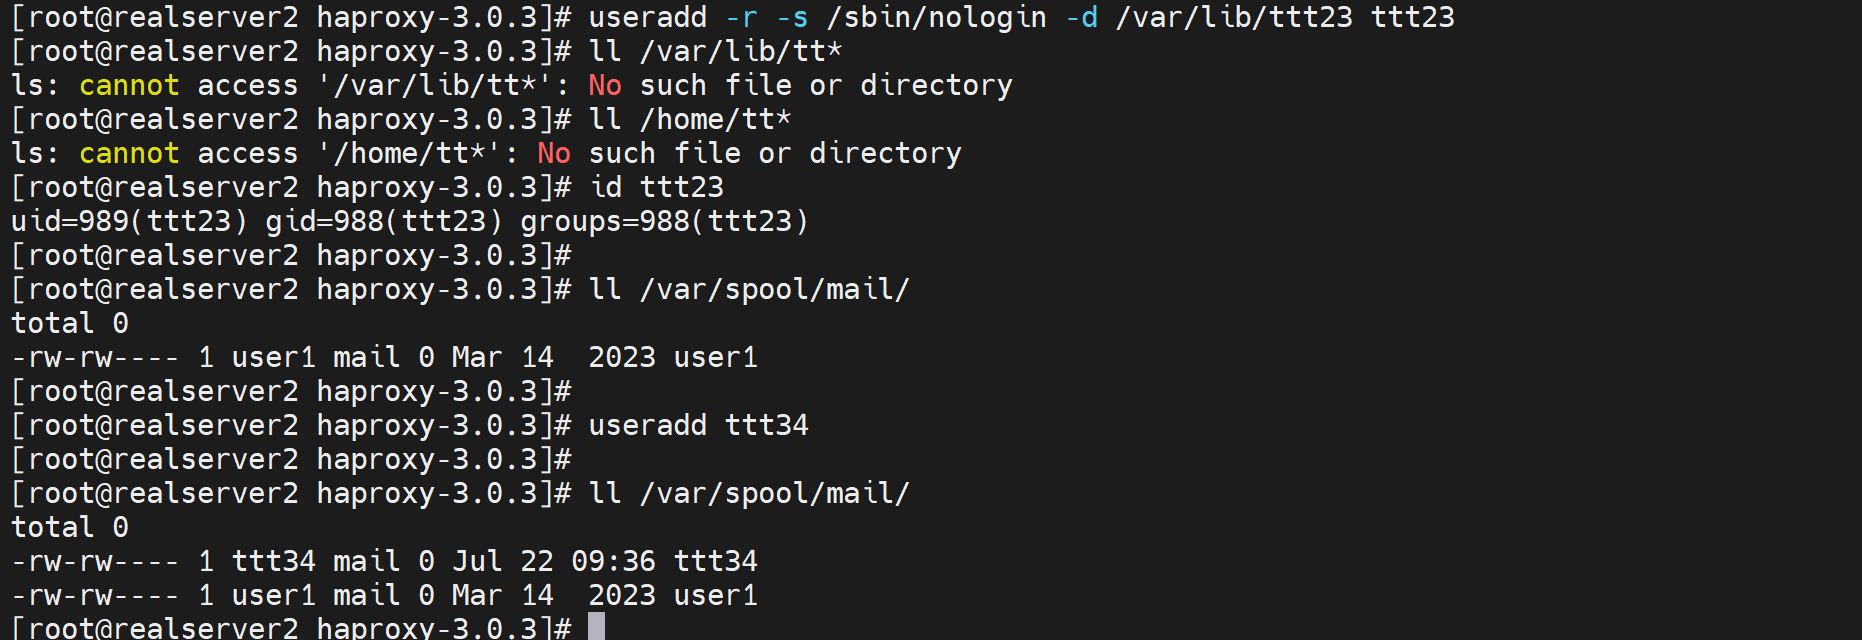 [root@realserver2 haproxy-3.0.3]# useradd -r -s /sbin/nologin -d /var/lib/ttt23 ttt23
[root@realserver2 haproxy-3.0.3]# ll /var/lib/tt*
ls: cannot access '/var/lib/tt*': No such file or directory
[root@realserver2 haproxy-3.0.3]# ll /home/tt*
ls: cannot access '/home/tt*': No such file or directory
[root@realserver2 haproxy-3.0.3]# id ttt23
uid=989(ttt23) gid=988(ttt23) groups=988(ttt23)
[root@realserver2 haproxy-3.0.3]#
[root@realserver2 haproxy-3.0.3]# ll /var/spool/mail/
total 0
-rw-rw---- 1 user1 mail 0 Mar 14  2023 user1
[root@realserver2 haproxy-3.0.3]#
[root@realserver2 haproxy-3.0.3]# useradd ttt34
[root@realserver2 haproxy-3.0.3]#
[root@realserver2 haproxy-3.0.3]# ll /var/spool/mail/
total 0
-rw-rw---- 1 ttt34 mail 0 Jul 22 09:36 ttt34
-rw-rw---- 1 user1 mail 0 Mar 14  2023 user1
[root@realserver2 haproxy-3.0.3]#